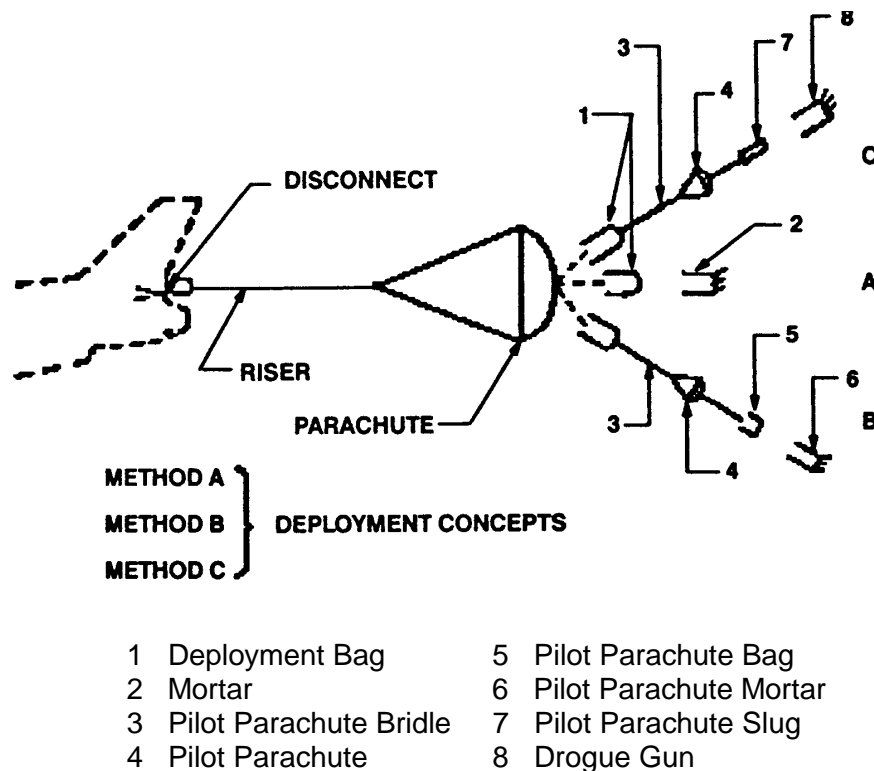 8
3
7
4
1
C
DISCONNECT
2
A
5
RISER
6
PARACHUTE
3
B
4
METHOD A
METHOD B DEPLOYMENT CONCEPTS
METHOD C
1 Deployment Bag 5 Pilot Parachute Bag
2 Mortar 6 Pilot Parachute Mortar
3 Pilot Parachute Bridle 7 Pilot Parachute Slug
4 Pilot Parachute 8 Drogue Gun